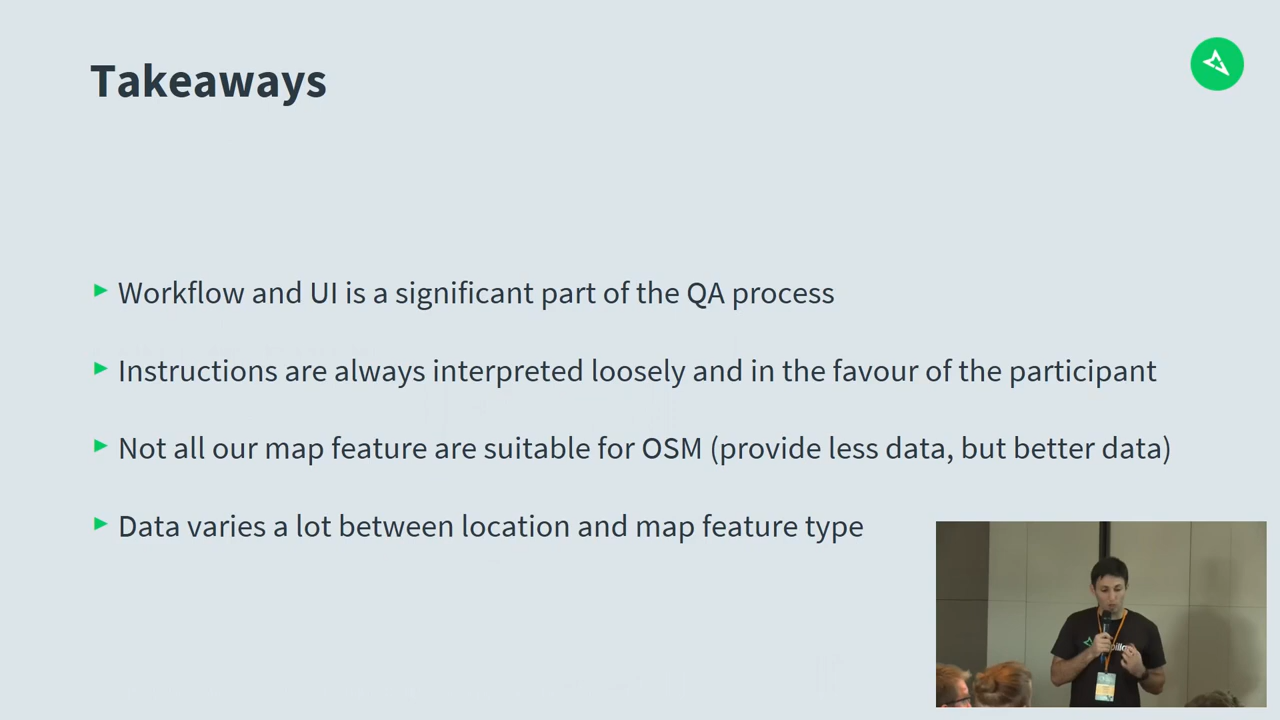 Takeaways
Workflow and UI is a significant part of the QA process
Instructions are always interpreted loosely and in the favour of the participant
Not all our map feature are suitable for OSM (provide less data, but better data)
Data varies a lot between location and map feature type